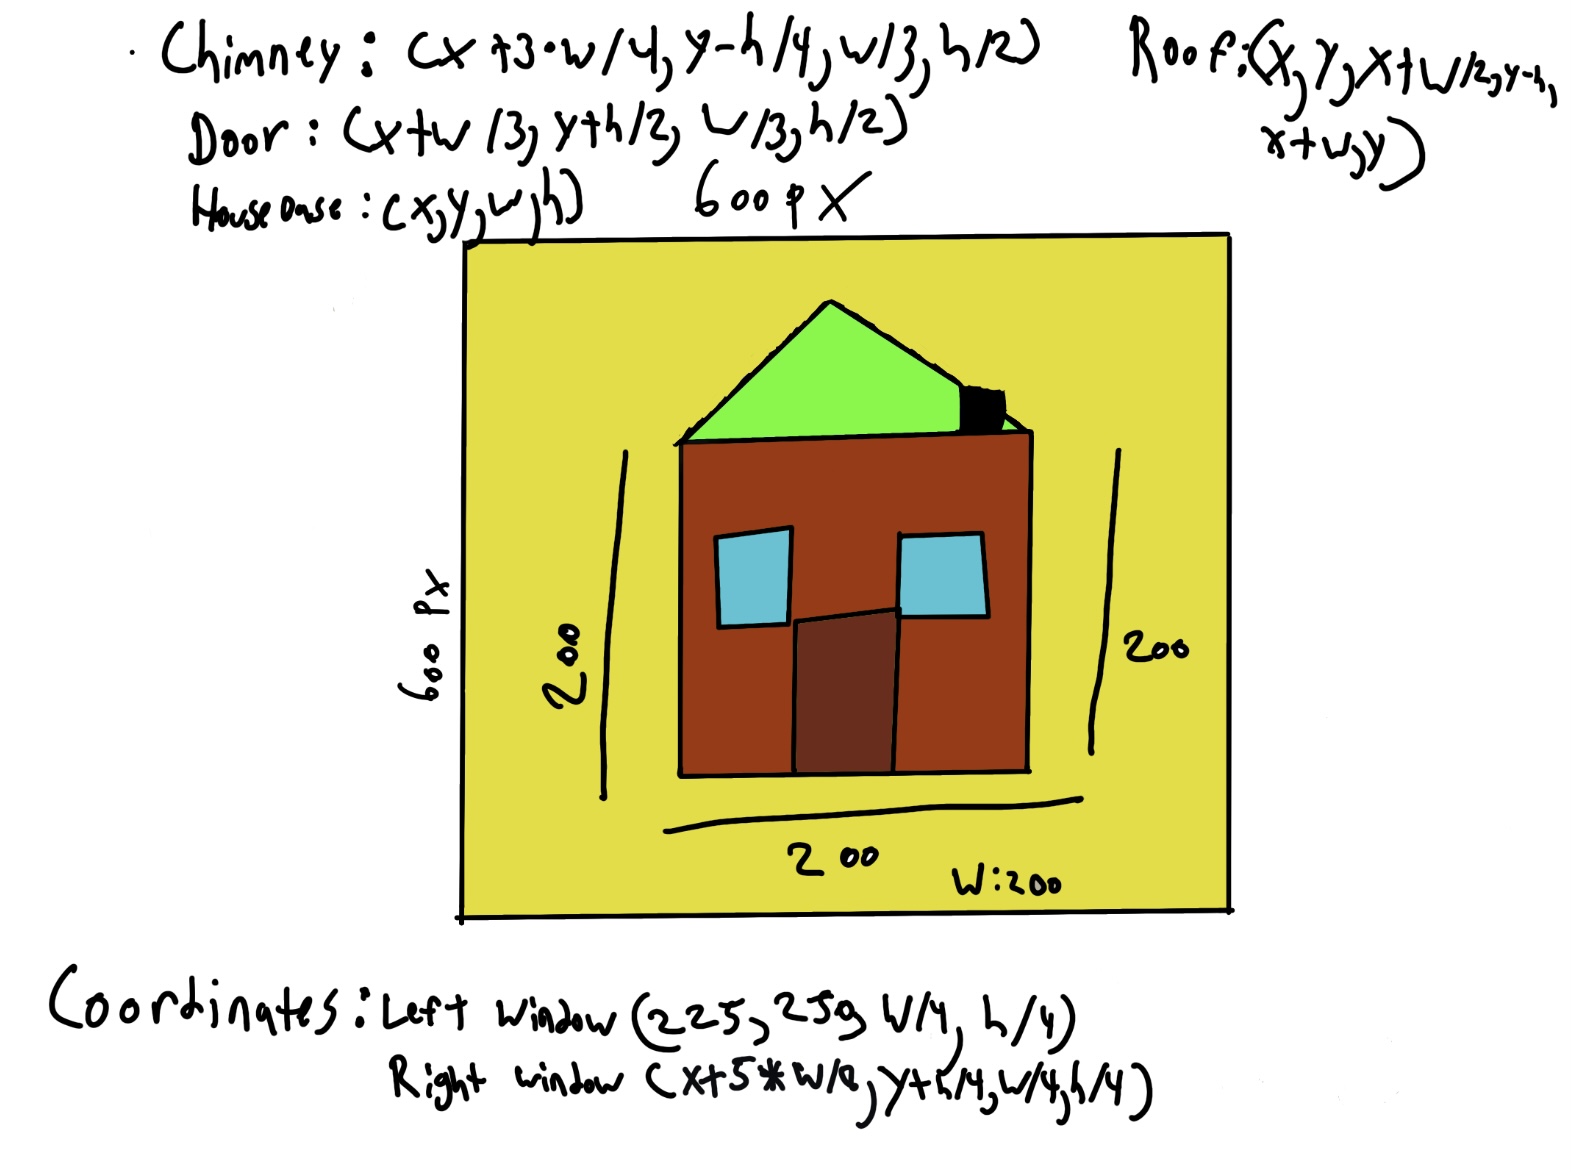 Chimney: (x+3·w/4, y-h/4, w/3, h/2)
Roof:(x, y, x+w/2, y-h,
x+w, y)
Door: (x+w/3, y+h/2, w/3, h/2)
House base: (x, y, w, h)
600 px
600 px
200
200
200
W:200
Coordinates: Left window (225, 250, W/4, h/4)
Right window (x+5*w/8, y+h/4, w/4, h/4)